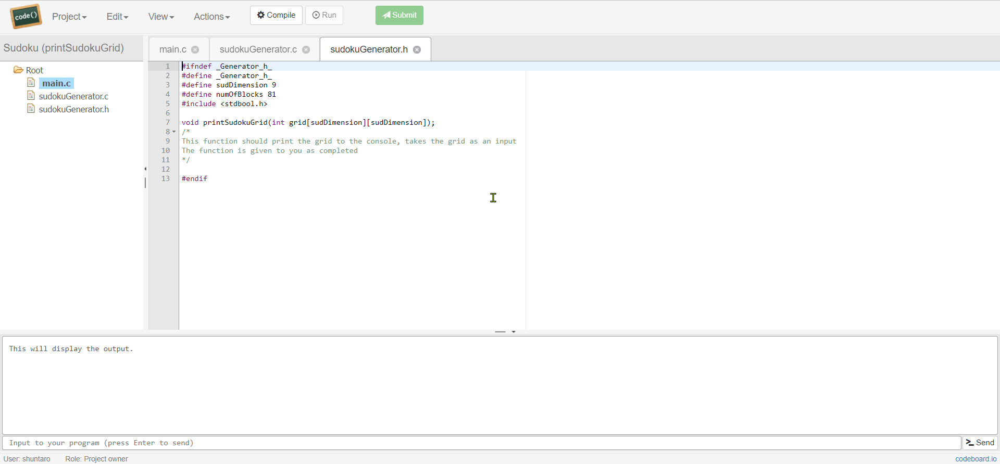 code()
Project Edit View Actions Compile Run Submit
Sudoku (printSudokuGrid)
main.c sudokuGenerator.c sudokuGenerator.h
Root
main.c
sudokuGenerator.c
sudokuGenerator.h
1 #ifndef _Generator_h_
2 #define _Generator_h_
3 #define sudDimension 9
4 #define numOfBlocks 81
5 #include <stdbool.h>
6
7 void printSudokuGrid(int grid[sudDimension][sudDimension]);
8 /*
9 This function should print the grid to the console, takes the grid as an input
10 The function is given to you as completed
11 */
12
13 #endif
This will display the output.
Input to your program (press Enter to send)
Send
User: shuntaro Role: Project owner
codeboard.io